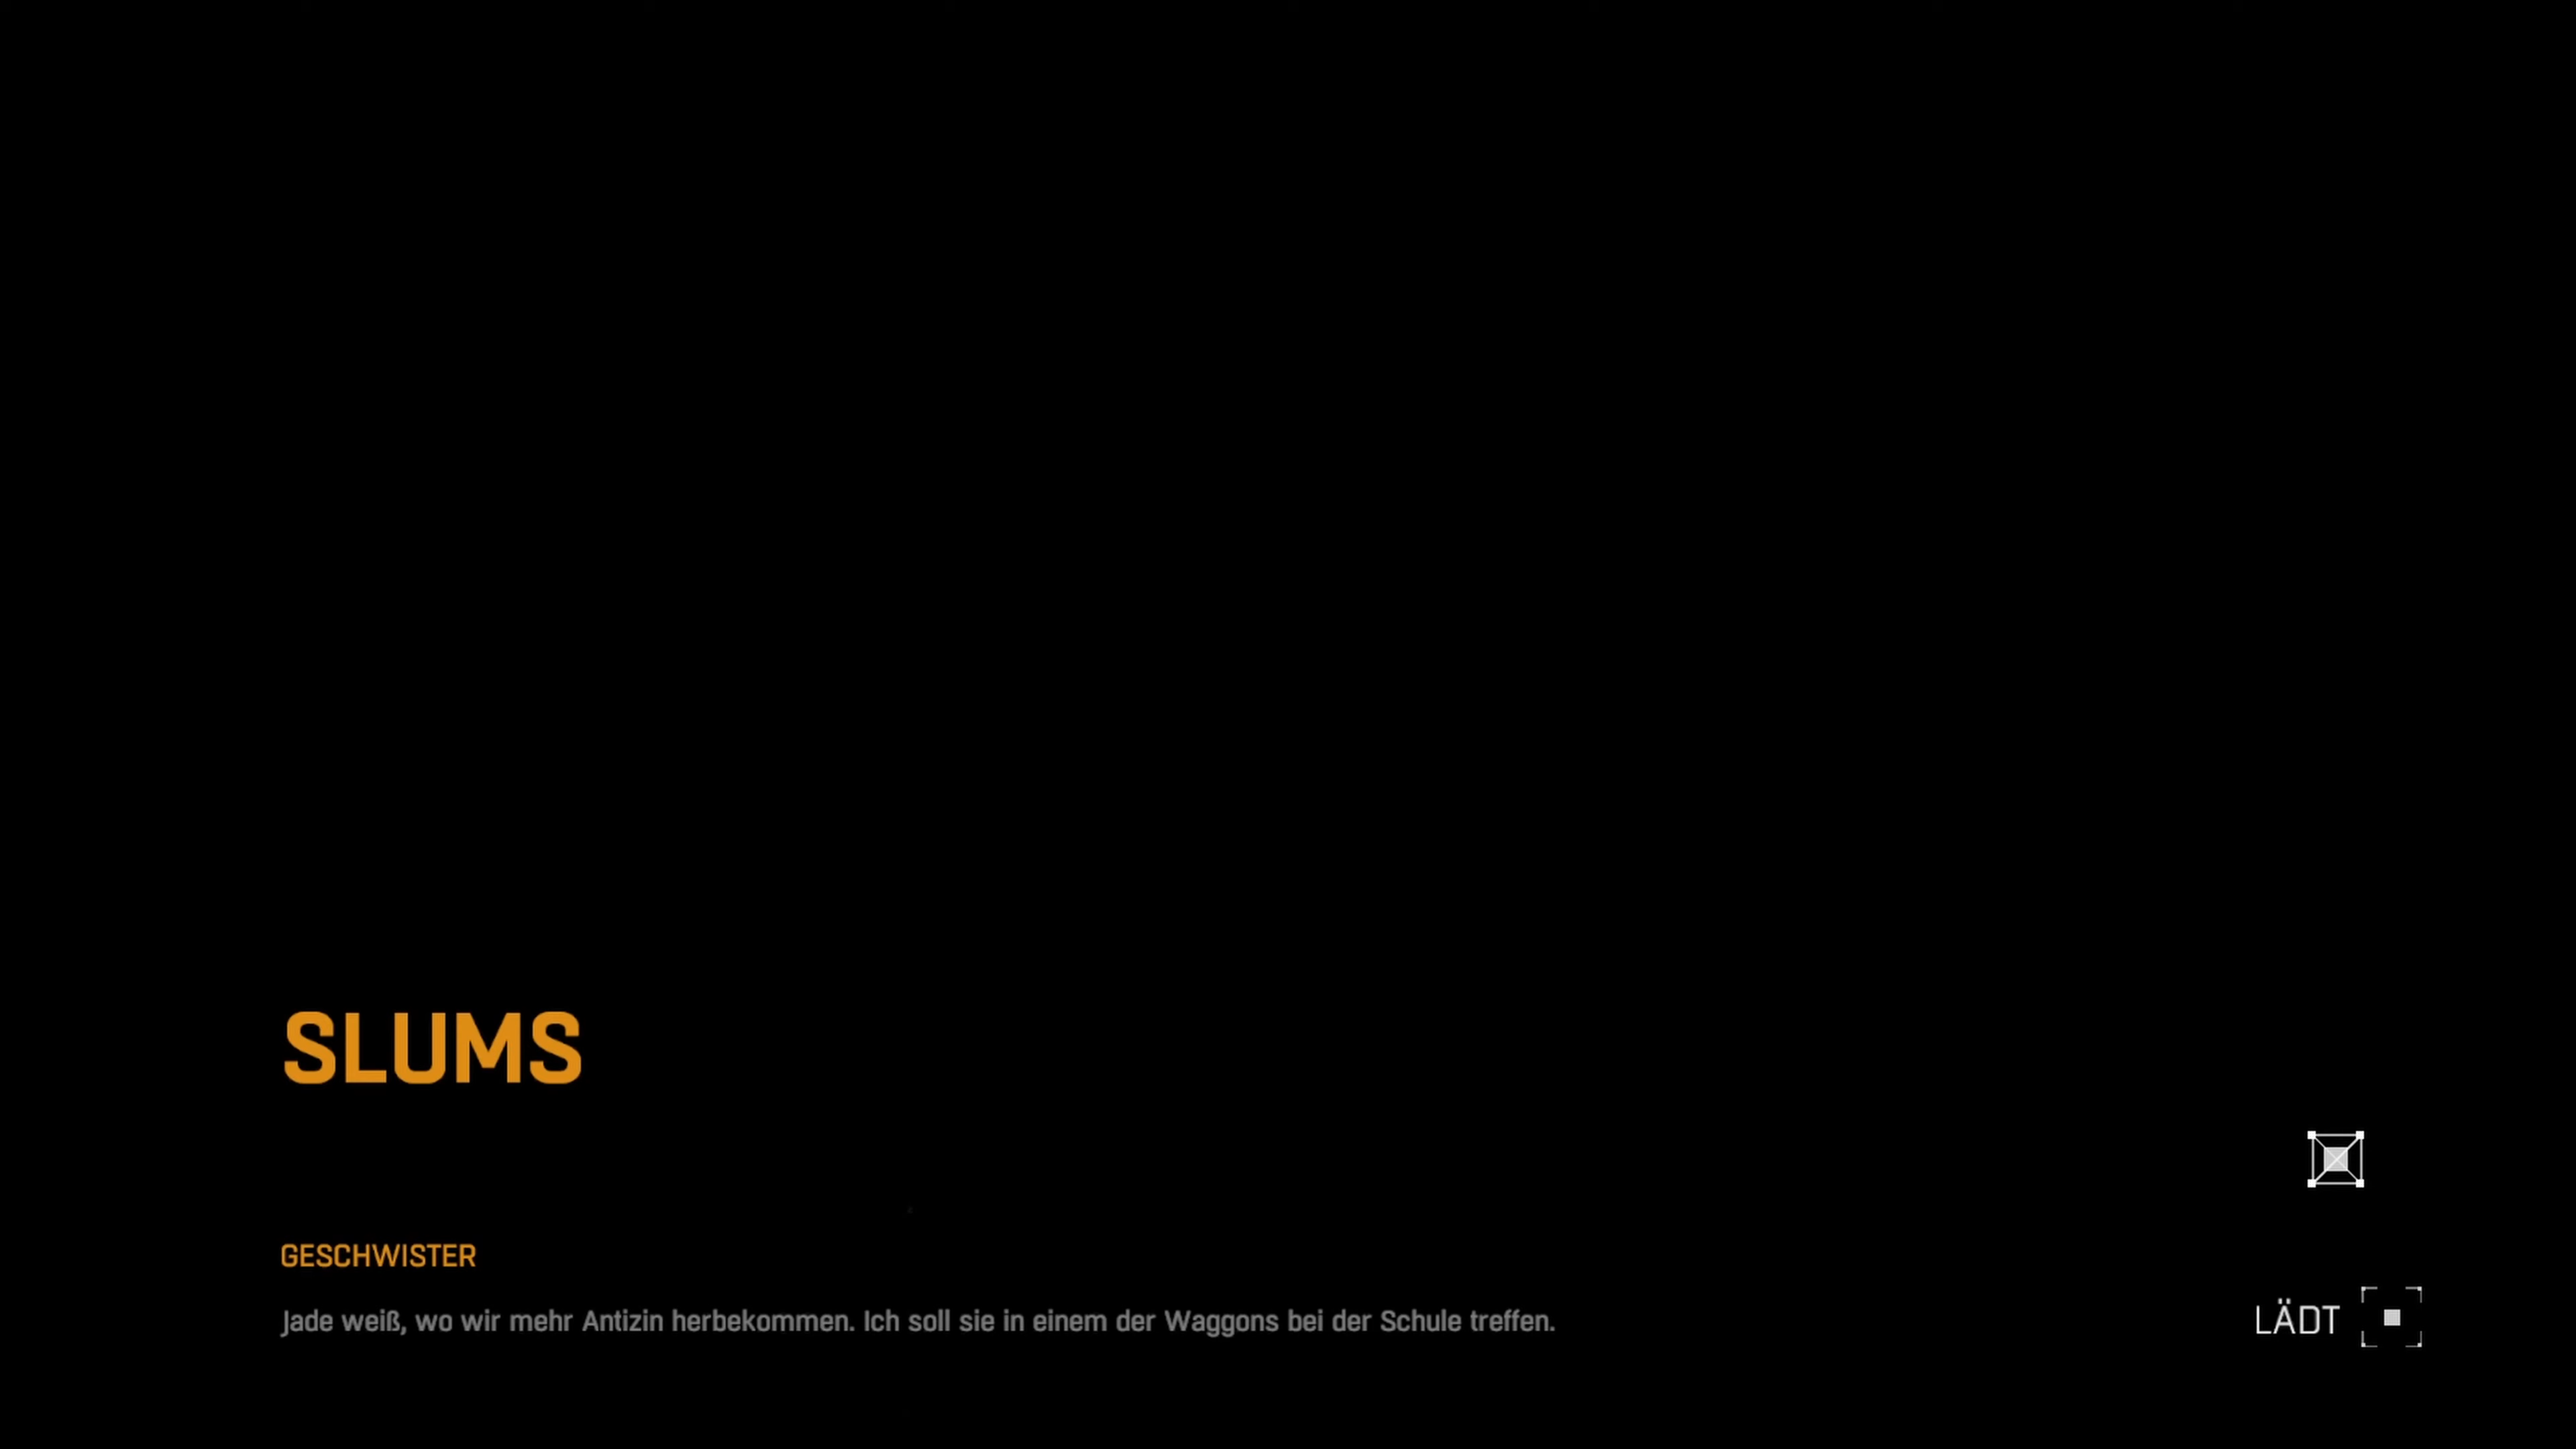 SLUMS
GESCHWISTER
Jade weiß, wo wir mehr Antizin herbekommen. Ich soll sie in einem der Waggons bei der Schule treffen.
LÄDT